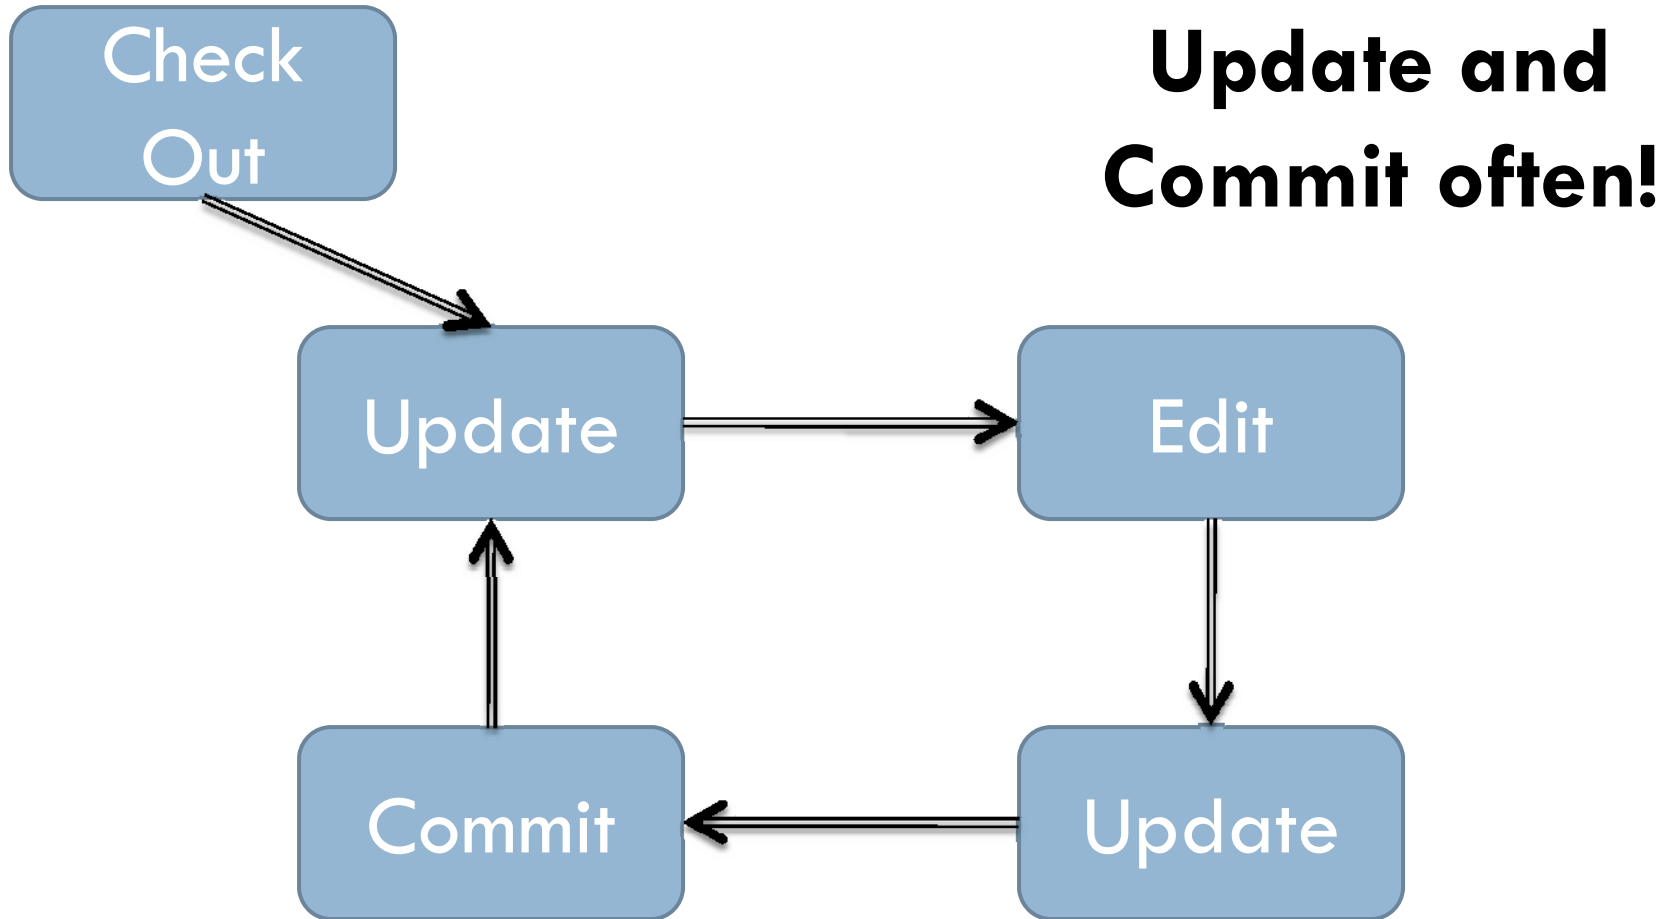 Check
Out
Update and
Commit often!
Update
Edit
Commit
Update